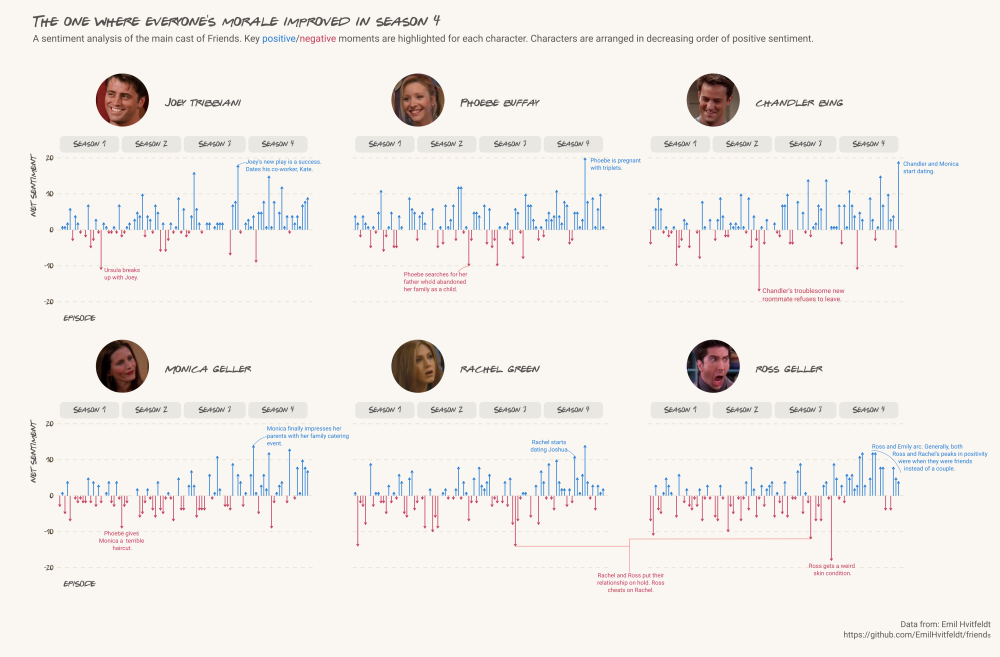 THE ONE WHERE EVERYONE'S MORALE IMPROVED IN SEASON 4
A sentiment analysis of the main cast of Friends. Key positive/negative moments are highlighted for each character. Characters are arranged in decreasing order of positive sentiment.
JOEY TRIBBIANI
PHOEBE BUFFAY
CHANDLER BING
SEASON 1 SEASON 2 SEASON 3 SEASON 4
SEASON 1 SEASON 2 SEASON 3 SEASON 4
SEASON 1 SEASON 2 SEASON 3 SEASON 4
NET SENTIMENT
20
10
0
-10
-20
Joey's new play is a success.
Dates his co-worker, Kate.
Ursula breaks
up with Joey.
Phoebe is pregnant
with triplets.
Phoebe searches for her
father who'd abandoned
her family as a child.
Chandler and Monica
start dating.
Chandler's troublesome new
roommate refuses to leave.
EPISODE
MONICA GELLER
RACHEL GREEN
ROSS GELLER
SEASON 1 SEASON 2 SEASON 3 SEASON 4
SEASON 1 SEASON 2 SEASON 3 SEASON 4
SEASON 1 SEASON 2 SEASON 3 SEASON 4
NET SENTIMENT
20
10
0
-10
-20
Monica finally impresses her
parents with her family catering
event.
Phoebe gives
Monica a terrible
haircut.
Rachel starts
dating Joshua.
Rachel and Ross put their
relationship on hold. Ross
cheats on Rachel.
Ross and Emily arc. Generally, both
Ross and Rachel's peaks in positivity
were when they were friends
instead of a couple.
Ross gets a weird
skin condition.
EPISODE
Data from: Emil Hvitfeldt
https://github.com/EmilHvitfeldt/friends